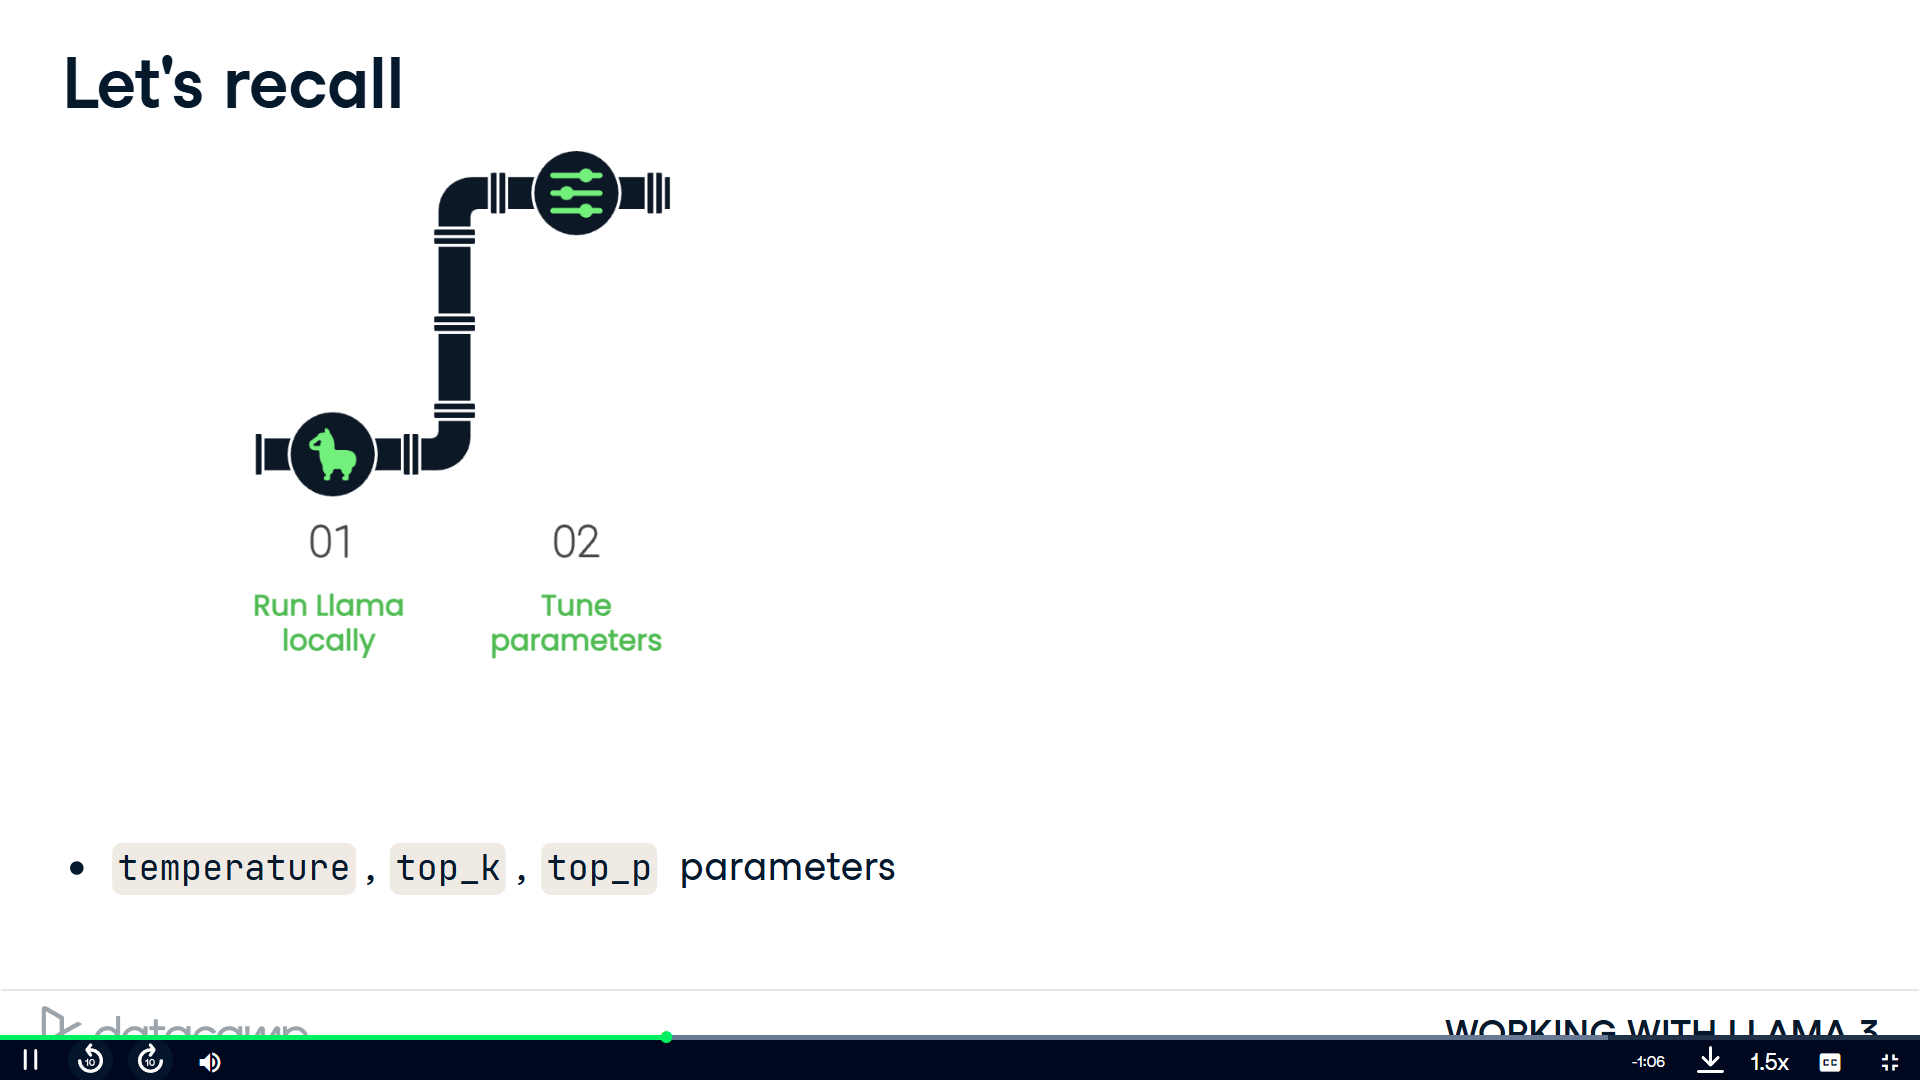 Let's recall
01
02
Run Llama
locally
Tune
parameters
temperature , top_k , top_p parameters
datacamp
WORKING WITH LLAMA 3
10
10
-1:06
1.5x
CC